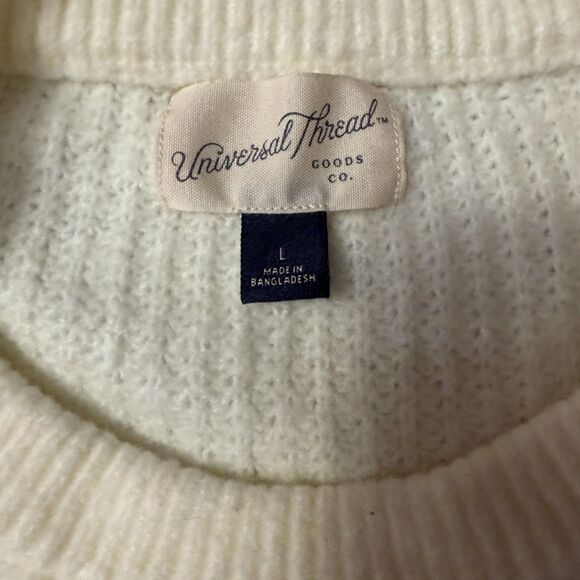 Universal Thread™
GOODS
CO.
L
MADE IN
BANGLADESH